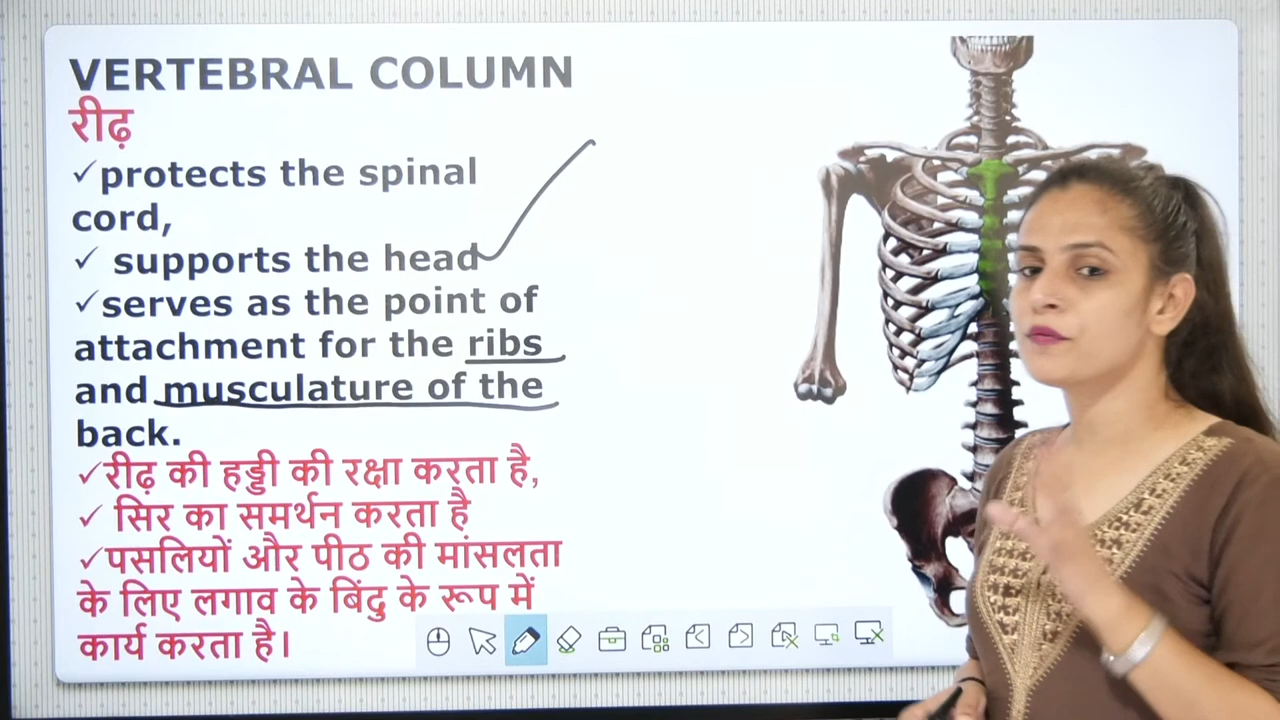 VERTEBRAL COLUMN
रीढ़
✓protects the spinal
cord,
✓ supports the head
✓serves as the point of
attachment for the ribs
and musculature of the
back.
✓रीढ़ की हड्डी की रक्षा करता है,
✓ सिर का समर्थन करता है
✓पसलियों और पीठ की मांसलता
के लिए लगाव के बिंदु के रूप में
कार्य करता है।